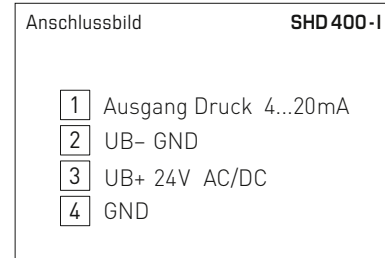 Anschlussbild SHD 400-I
1 Ausgang Druck 4...20mA
2 UB– GND
3 UB+ 24V AC/DC
4 GND